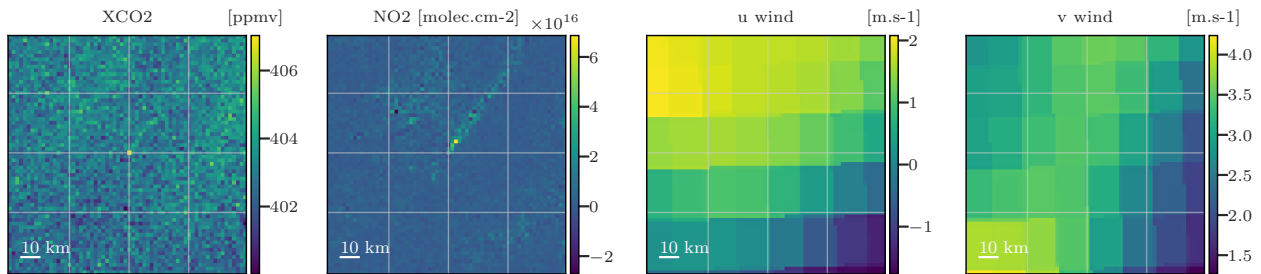 XCO2 [ppmv]
406
404
402
10 km
NO2 [molec.cm-2] ×10¹⁶
6
4
2
0
−2
10 km
u wind [m.s-1]
2
1
0
−1
10 km
v wind [m.s-1]
4.0
3.5
3.0
2.5
2.0
1.5
10 km